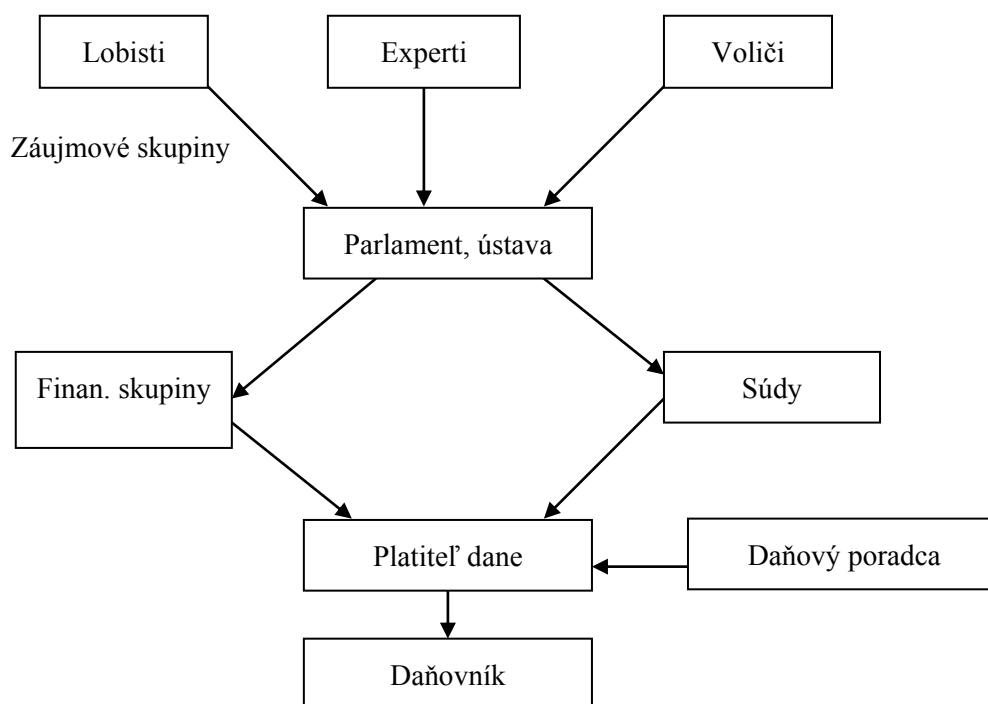 Lobisti
Experti
Voliči
Záujmové skupiny
Parlament, ústava
Finan. skupiny
Súdy
Platiteľ dane
Daňový poradca
Daňovník